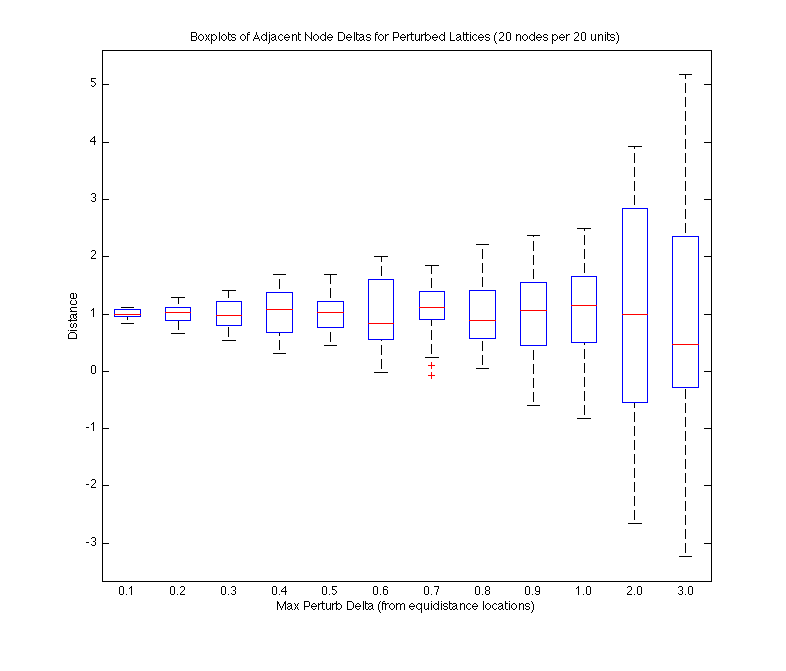 Boxplots of Adjacent Node Deltas for Perturbed Lattices (20 nodes per 20 units)
5
4
3
2
1
0
-1
-2
-3
Distance
0.1 0.2 0.3 0.4 0.5 0.6 0.7 0.8 0.9 1.0 2.0 3.0
Max Perturb Delta (from equidistance locations)